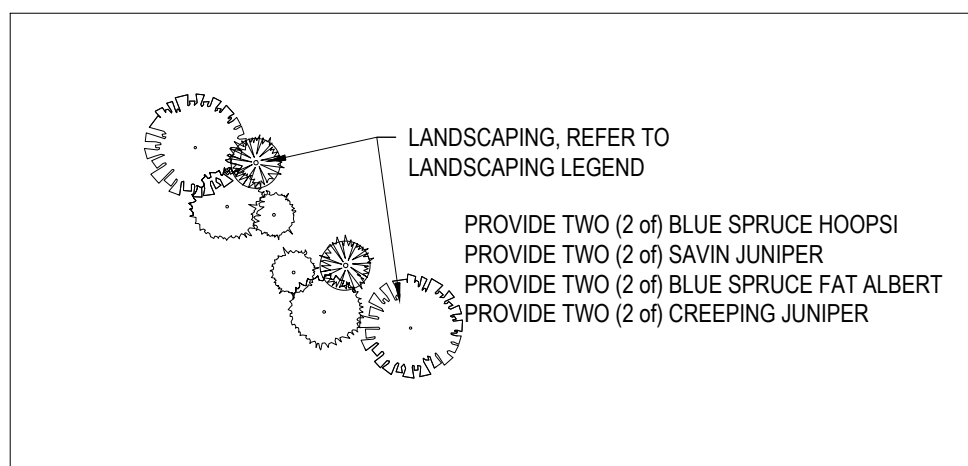 LANDSCAPING, REFER TO
LANDSCAPING LEGEND
PROVIDE TWO (2 of) BLUE SPRUCE HOOPSI
PROVIDE TWO (2 of) SAVIN JUNIPER
PROVIDE TWO (2 of) BLUE SPRUCE FAT ALBERT
PROVIDE TWO (2 of) CREEPING JUNIPER